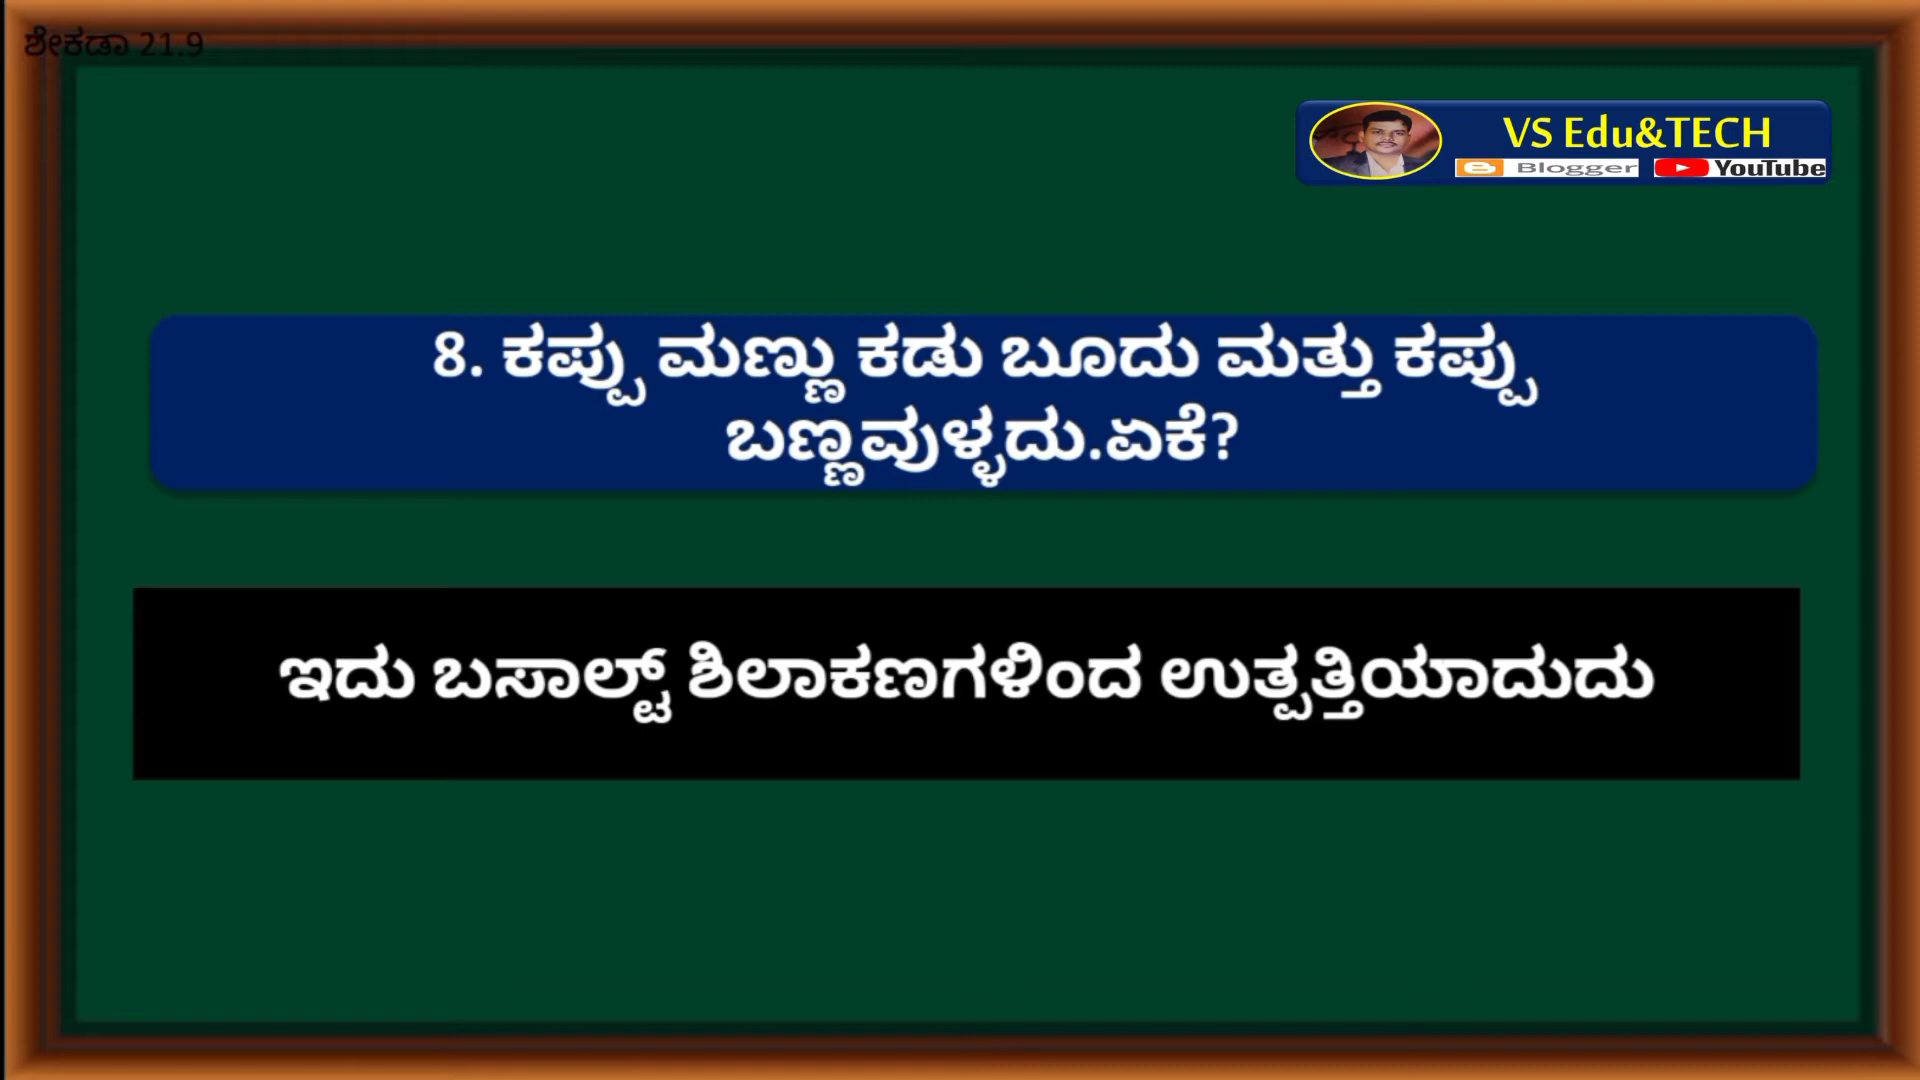 ಶೇಕಡಾ 21.9
VS Edu&TECH
Blogger YouTube
8. ಕಪ್ಪು ಮಣ್ಣು ಕಡು ಬೂದು ಮತ್ತು ಕಪ್ಪು
ಬಣ್ಣವುಳ್ಳದು.ಏಕೆ?
ಇದು ಬಸಾಲ್ಟ್ ಶಿಲಾಕಣಗಳಿಂದ ಉತ್ಪತ್ತಿಯಾದುದು